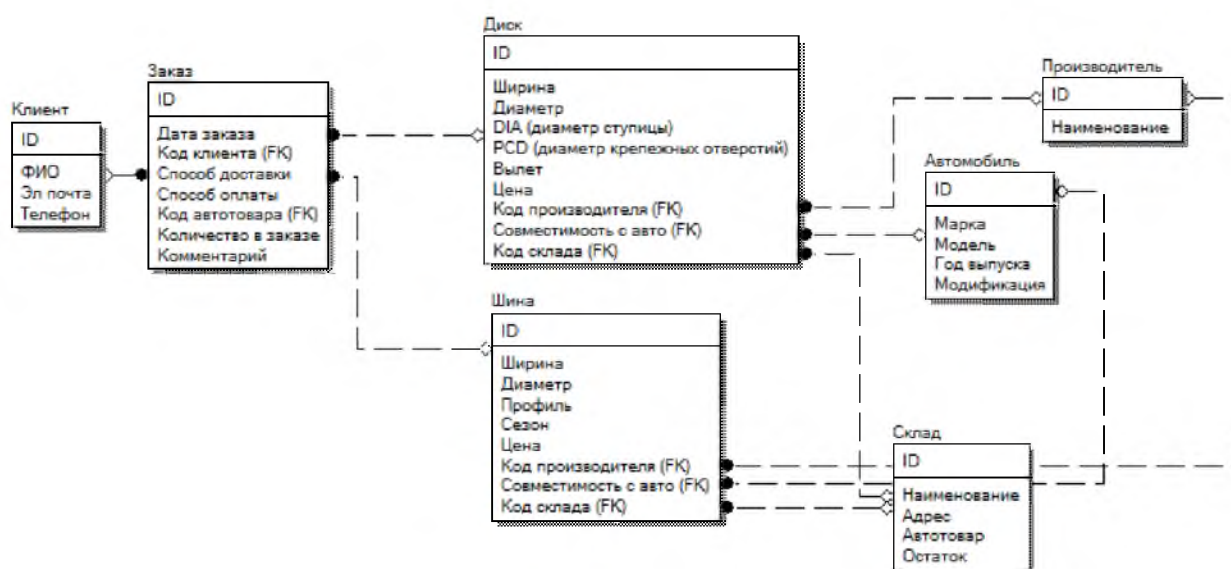 Клиент
ID
ФИО
Эл почта
Телефон
Заказ
ID
Дата заказа
Код клиента (FK)
Способ доставки
Способ оплаты
Код автотовара (FK)
Количество в заказе
Комментарий
Диск
ID
Ширина
Диаметр
DIA (диаметр ступицы)
PCD (диаметр крепежных отверстий)
Вылет
Цена
Код производителя (FK)
Совместимость с авто (FK)
Код склада (FK)
Шина
ID
Ширина
Диаметр
Профиль
Сезон
Цена
Код производителя (FK)
Совместимость с авто (FK)
Код склада (FK)
Производитель
ID
Наименование
Автомобиль
ID
Марка
Модель
Год выпуска
Модификация
Склад
ID
Наименование
Адрес
Автотовар
Остаток